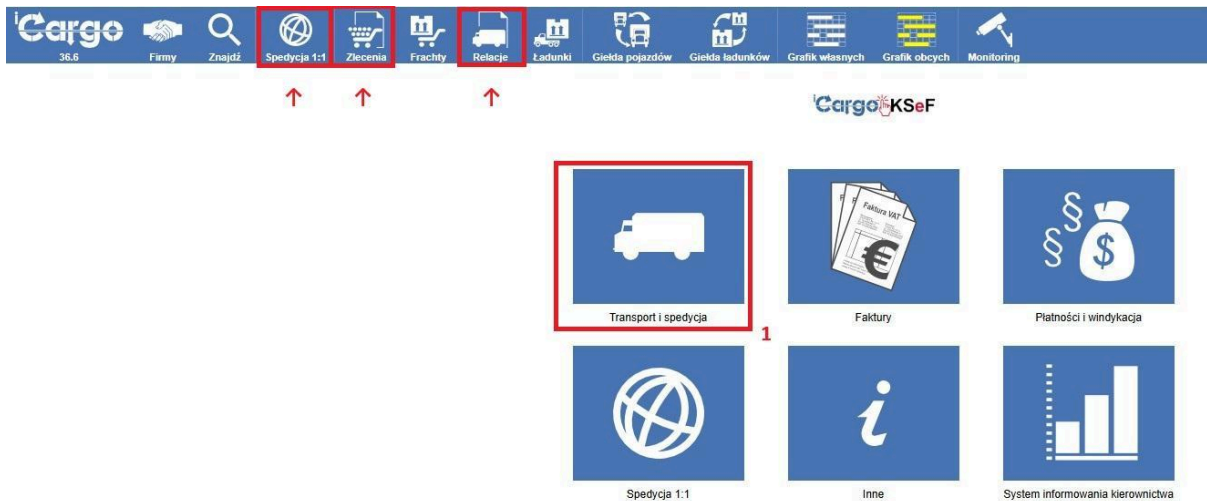 iCargo
36.6
Firmy
Znajdź
Spedycja 1:1
Zlecenia
Frachty
Relacje
Ładunki
Giełda pojazdów
Giełda ładunków
Grafik własnych
Grafik obcych
Monitoring
iCargo KSeF
Faktura VAT
Transport i spedycja
Faktury
Płatności i windykacja
1
Spedycja 1:1
Inne
System informowania kierownictwa